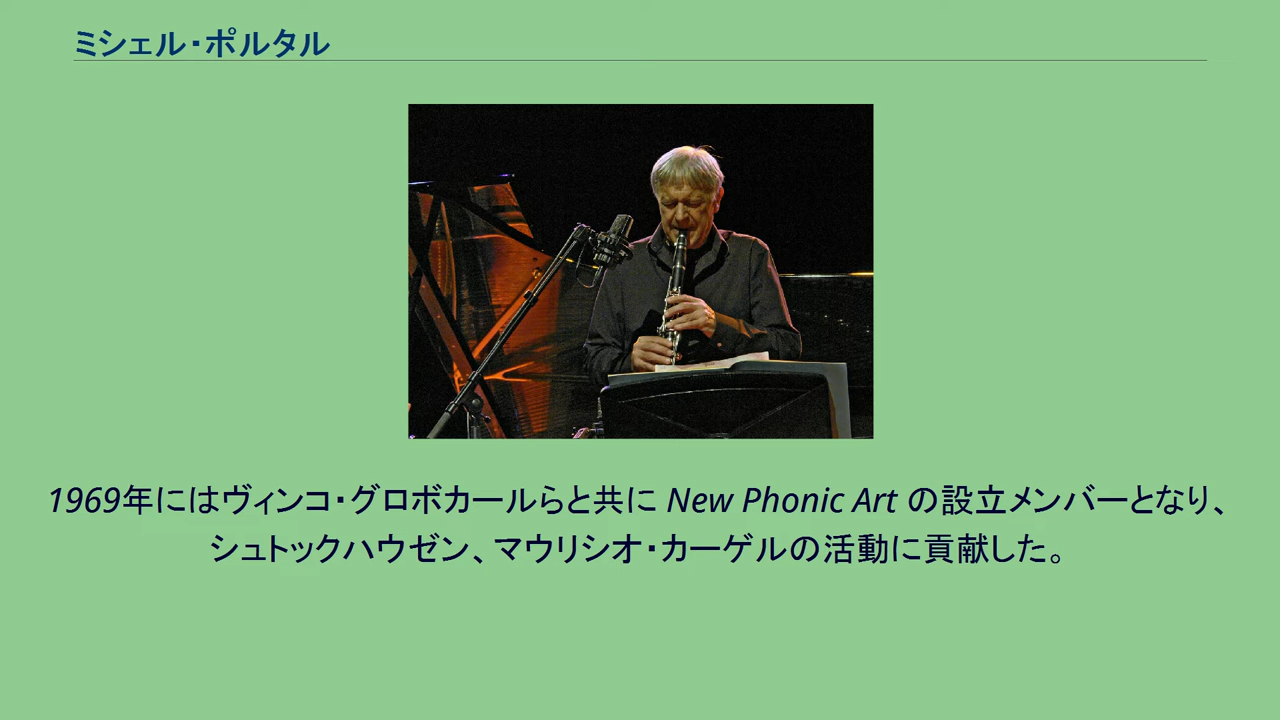 ミシェル・ポルタル
1969年にはヴィンコ・グロボカールらと共に New Phonic Art の設立メンバーとなり、
シュトックハウゼン、マウリシオ・カーゲルの活動に貢献した。